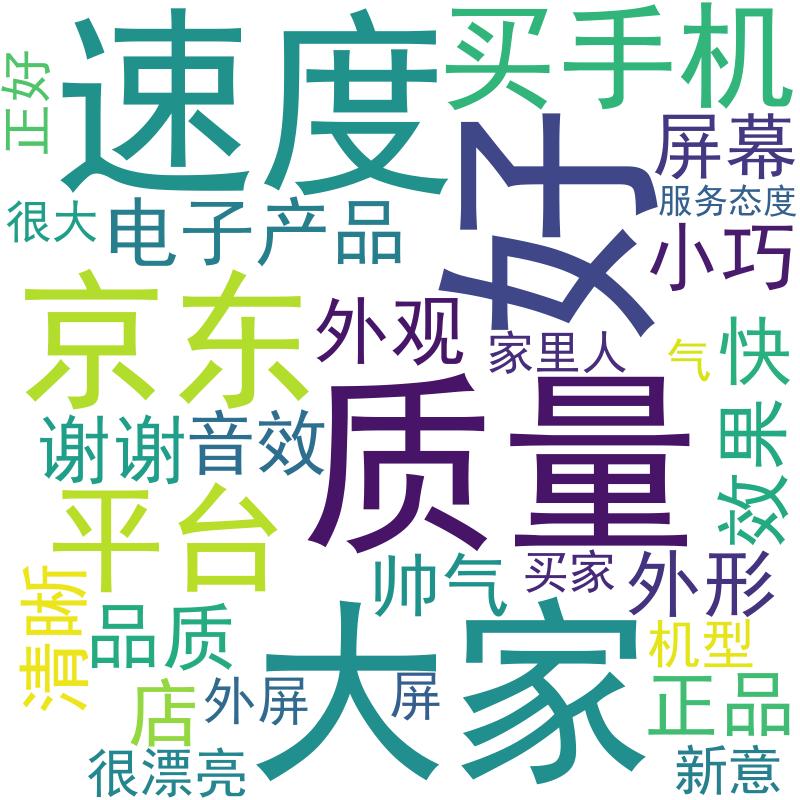 正好
速度
买手机
好
屏幕
服务态度
很大
电子产品
小巧
京东
外观
家里人
气
快
谢谢
音效
质量
效果
平台
帅气
买家
外形
清晰
品质
大家
机型
店
外屏
屏
正品
很漂亮
新意